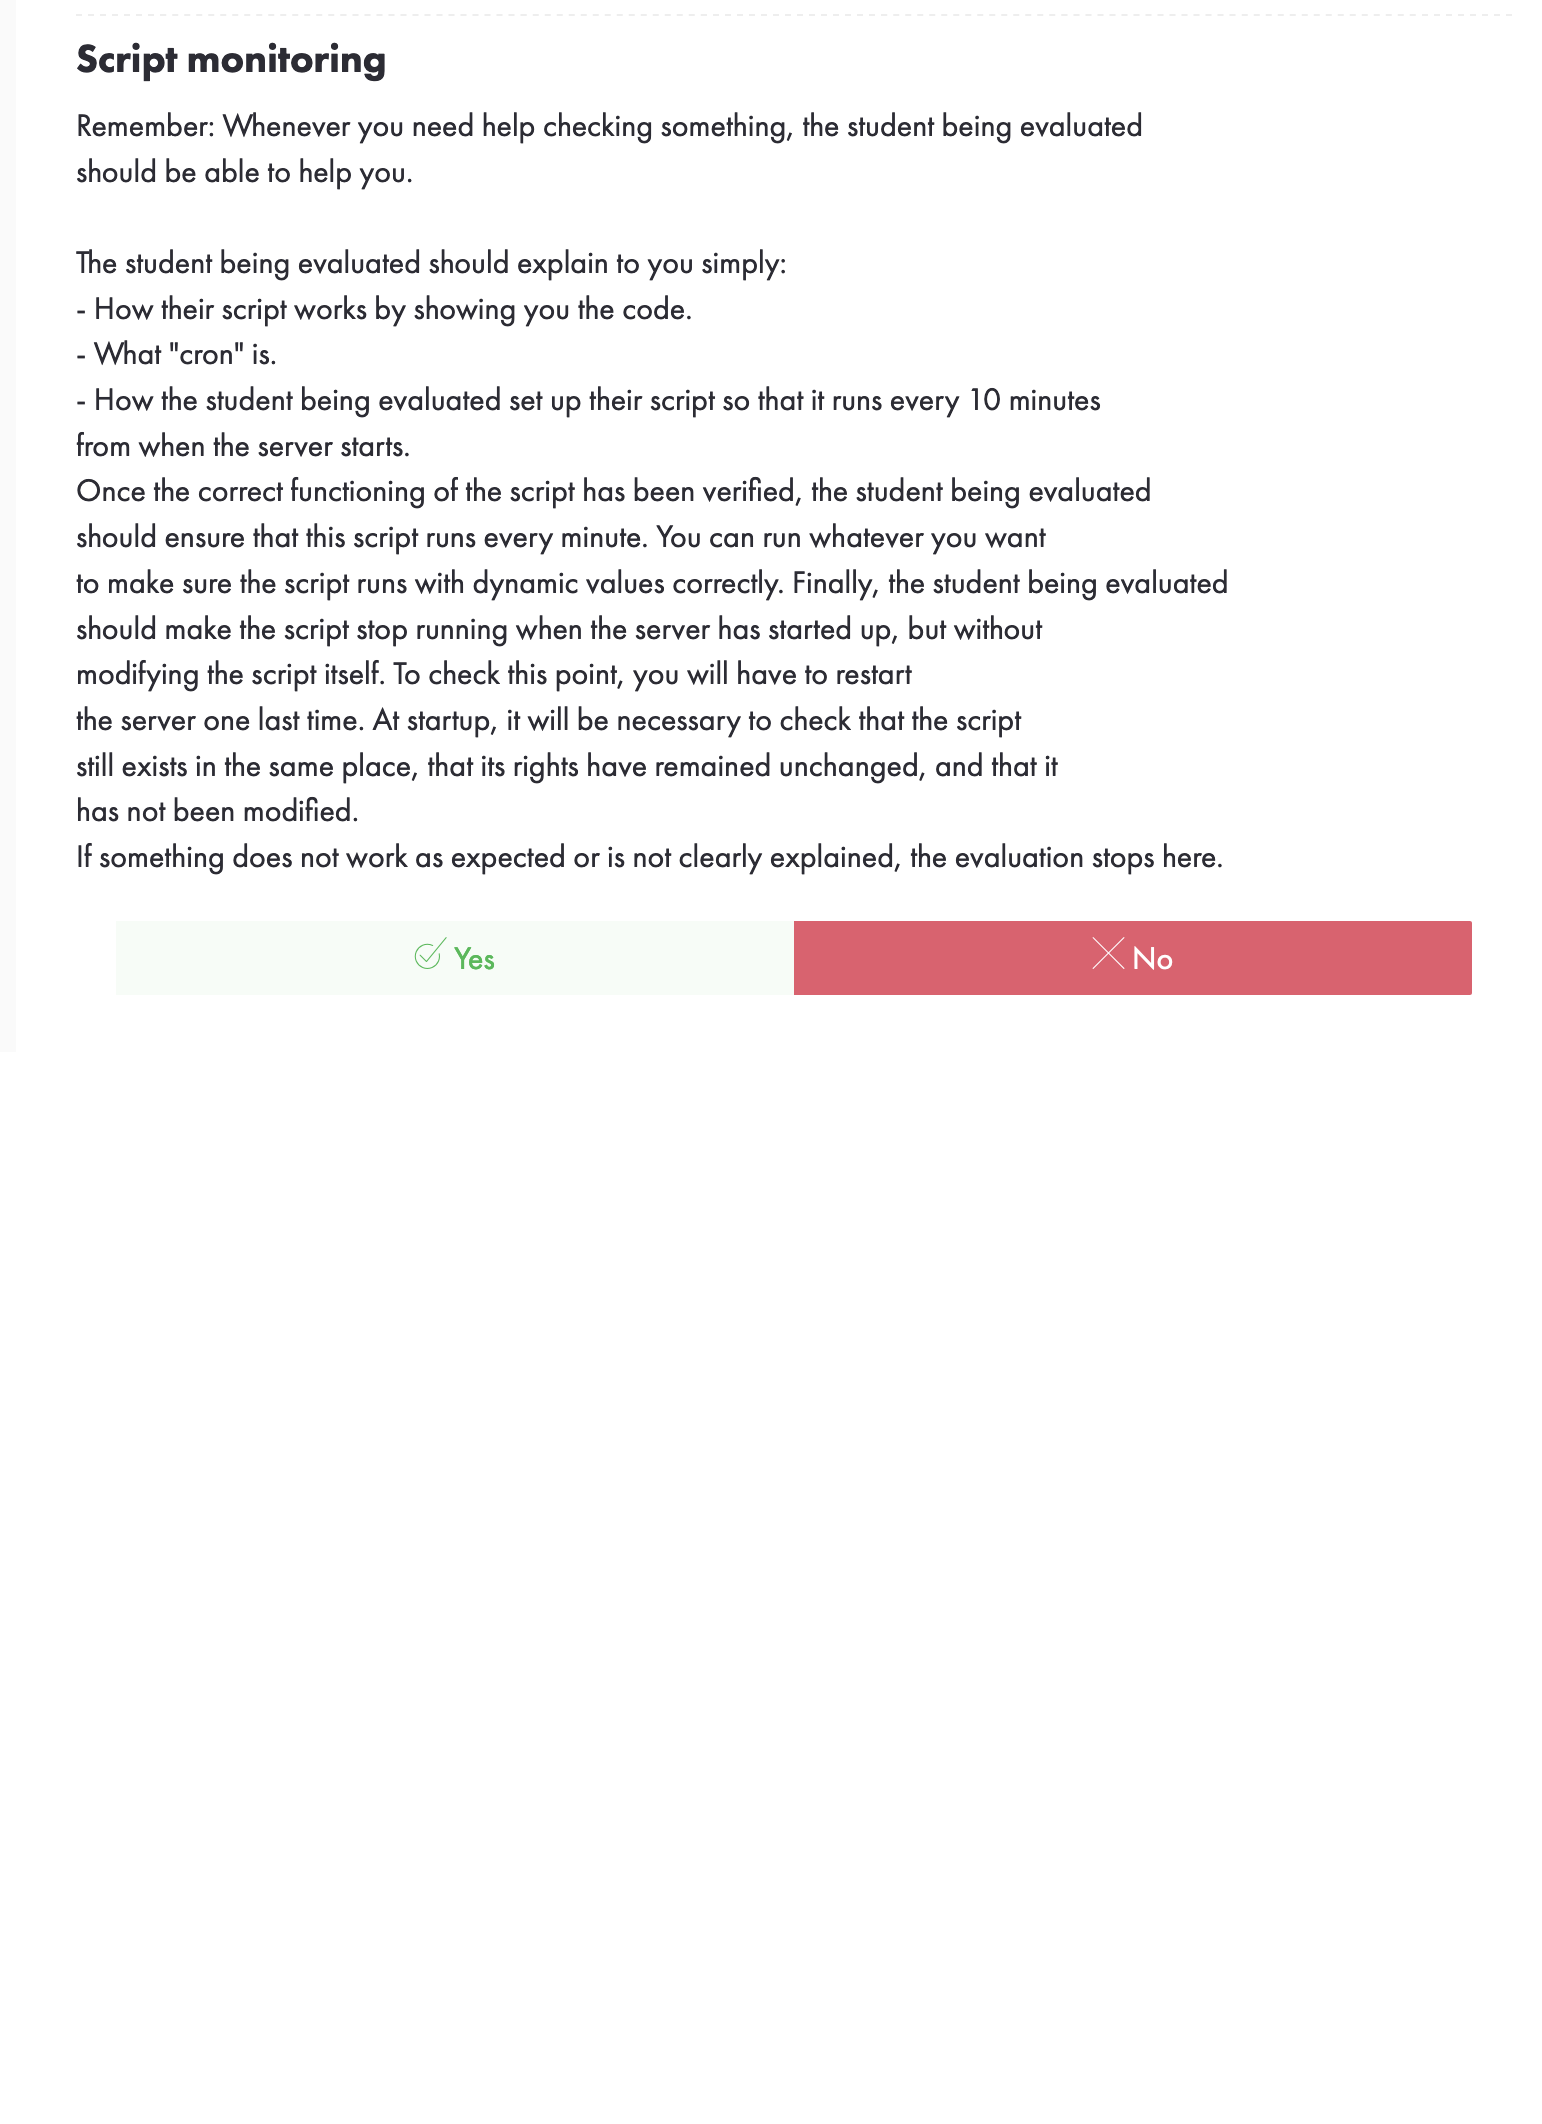 Script monitoring
Remember: Whenever you need help checking something, the student being evaluated
should be able to help you.
The student being evaluated should explain to you simply:
- How their script works by showing you the code.
- What "cron" is.
- How the student being evaluated set up their script so that it runs every 10 minutes
from when the server starts.
Once the correct functioning of the script has been verified, the student being evaluated
should ensure that this script runs every minute. You can run whatever you want
to make sure the script runs with dynamic values correctly. Finally, the student being evaluated
should make the script stop running when the server has started up, but without
modifying the script itself. To check this point, you will have to restart
the server one last time. At startup, it will be necessary to check that the script
still exists in the same place, that its rights have remained unchanged, and that it
has not been modified.
If something does not work as expected or is not clearly explained, the evaluation stops here.
Yes
No